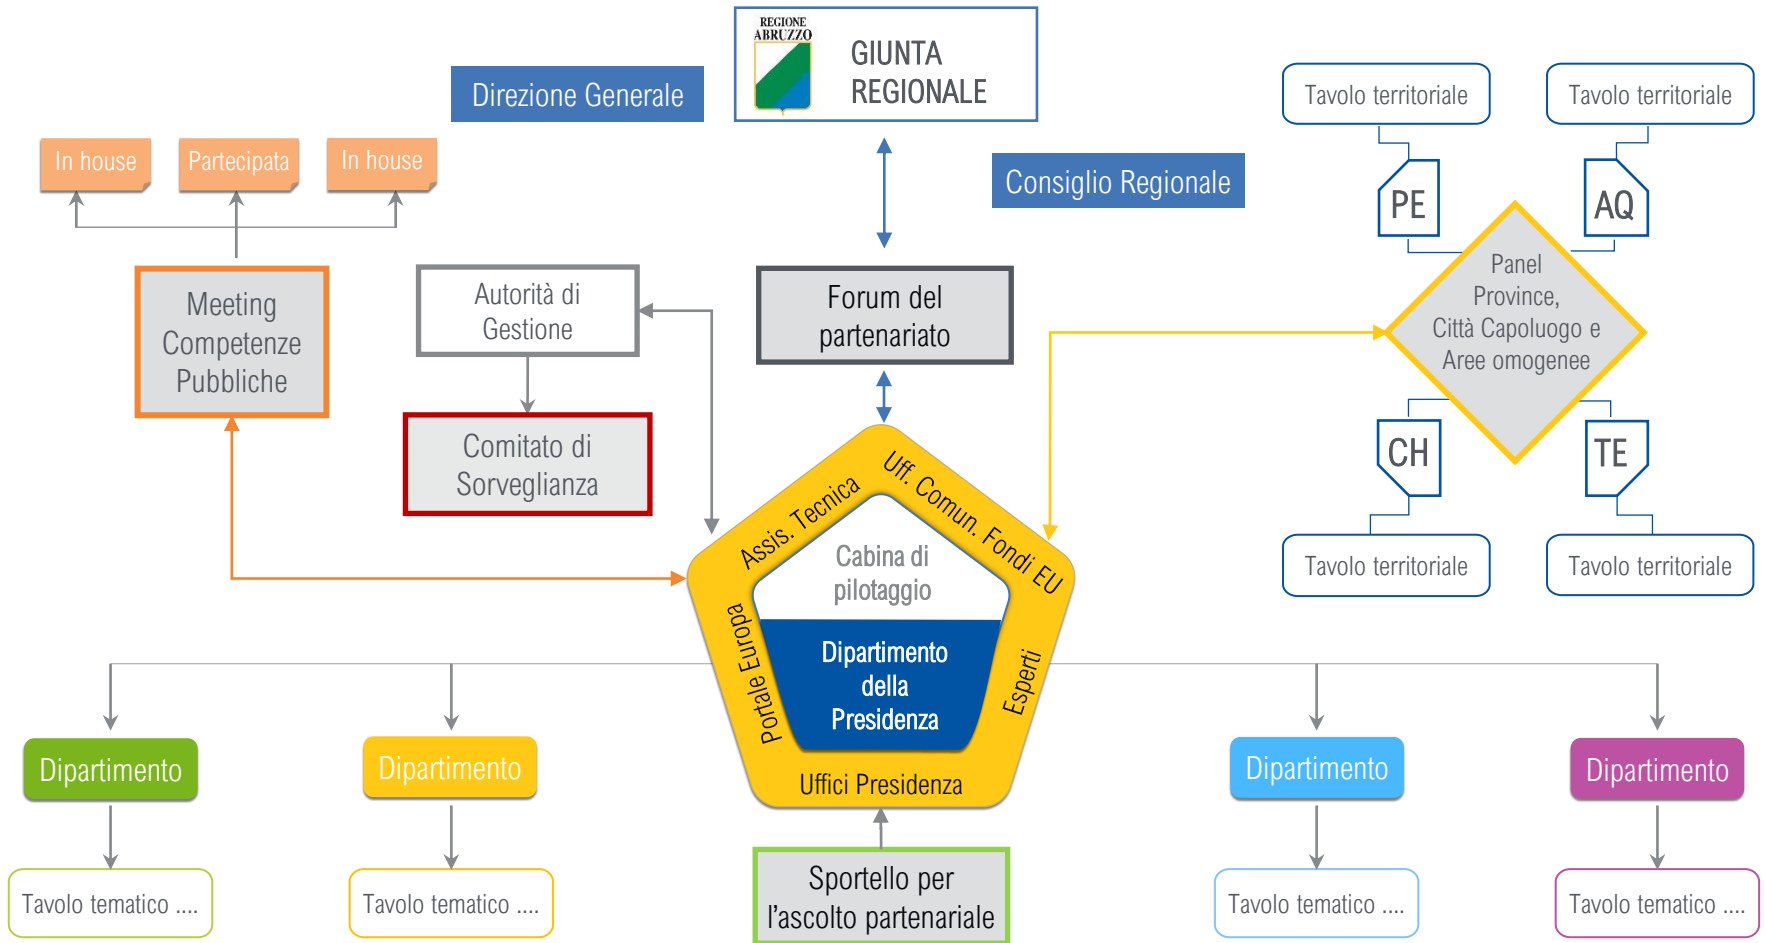 REGIONE
ABRUZZO
GIUNTA
REGIONALE
Direzione Generale
Consiglio Regionale
Tavolo territoriale
Tavolo territoriale
In house
Partecipata
In house
PE
AQ
Meeting
Competenze
Pubbliche
Autorità di
Gestione
Forum del
partenariato
Panel
Province,
Città Capoluogo e
Aree omogenee
Comitato di
Sorveglianza
CH
TE
Tavolo territoriale
Tavolo territoriale
Assis. Tecnica
Uff. Comun. Fondi EU
Cabina di
pilotaggio
Portale Europa
Dipartimento
della
Presidenza
Esperti
Uffici Presidenza
Dipartimento
Dipartimento
Dipartimento
Dipartimento
Tavolo tematico ....
Tavolo tematico ....
Sportello per
l'ascolto partenariale
Tavolo tematico ....
Tavolo tematico ....